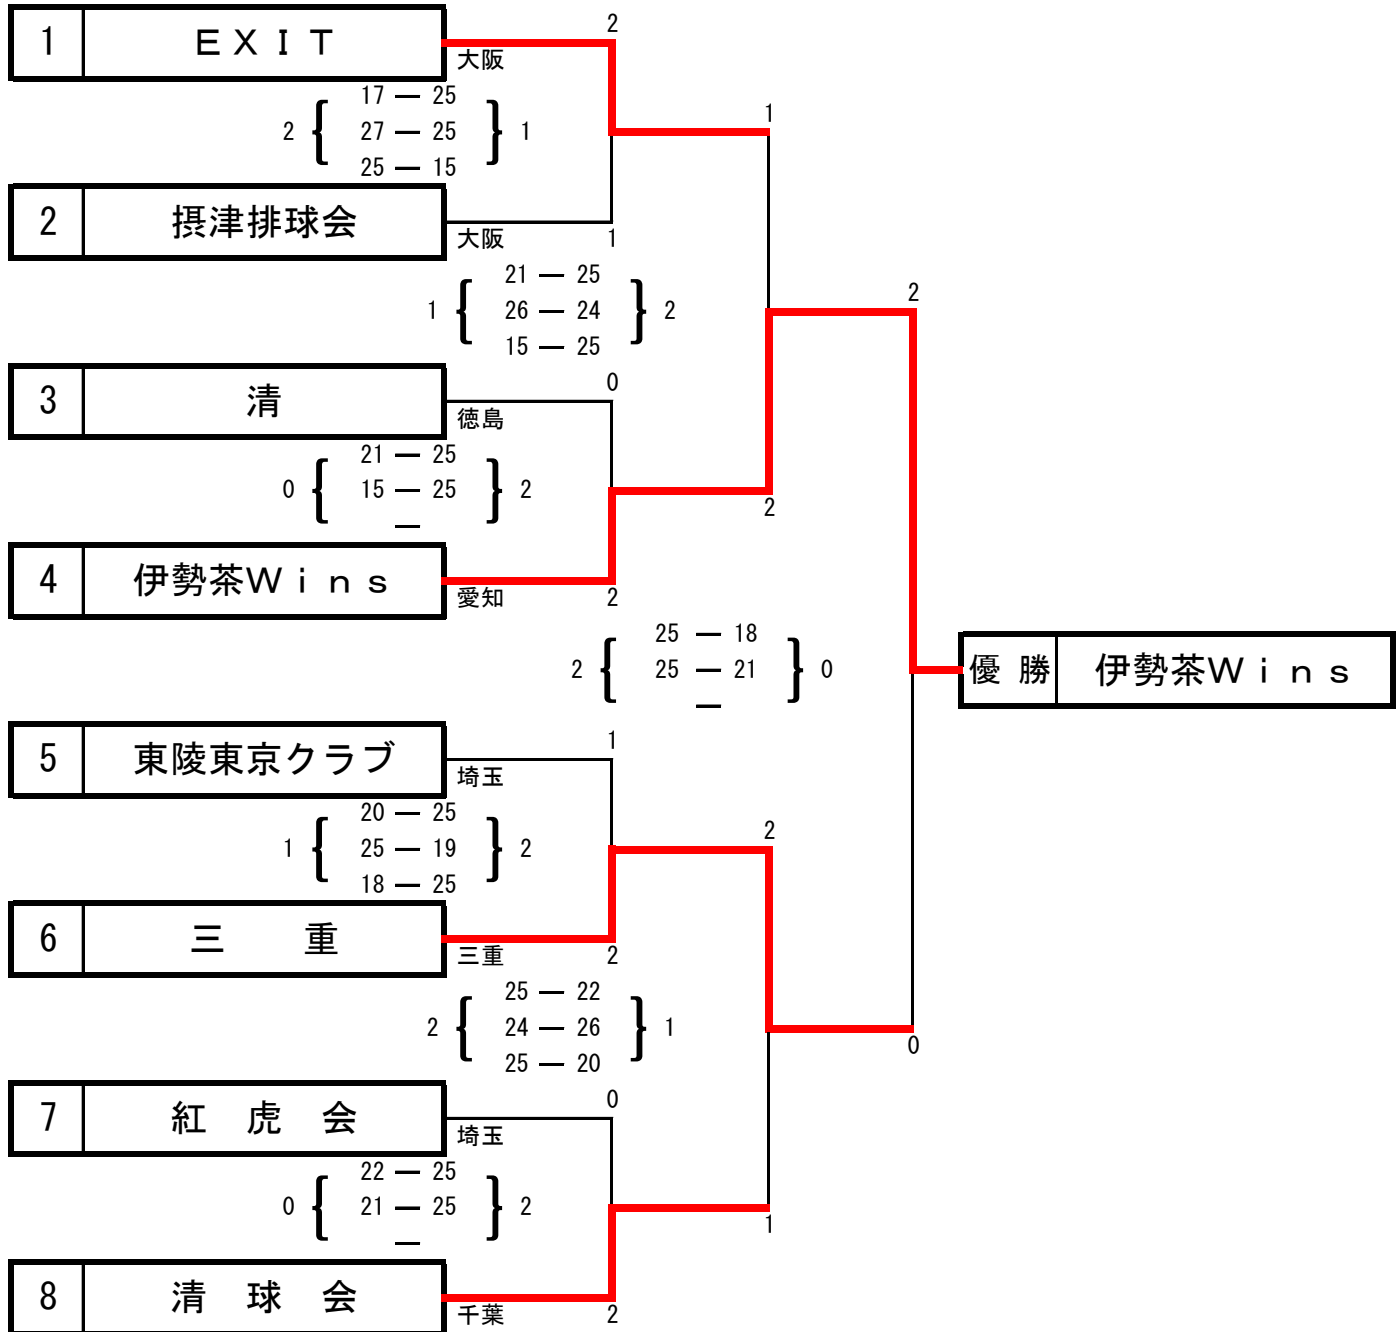 2
1 ＥＸＩＴ
大阪
17 ― 25
2 { 27 ― 25 } 1
25 ― 15
1
2 摂津排球会
大阪
1
21 ― 25
1 { 26 ― 24 } 2
15 ― 25
2
0
3 清
徳島
21 ― 25
0 { 15 ― 25 } 2
―
2
4 伊勢茶Ｗｉｎｓ
愛知
2
25 ― 18
2 { 25 ― 21 } 0
―
優 勝 伊勢茶Ｗｉｎｓ
1
5 東陵東京クラブ
埼玉
20 ― 25
1 { 25 ― 19 } 2
18 ― 25
2
6 三　　重
三重
2
25 ― 22
2 { 24 ― 26 } 1
25 ― 20
0
0
7 紅　虎　会
埼玉
22 ― 25
0 { 21 ― 25 } 2
―
1
8 清　球　会
千葉
2